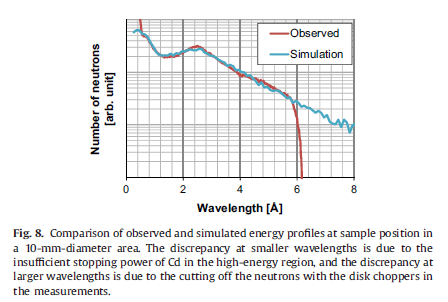 Observed
Simulation
Number of neutrons
[arb. unit]
0 2 4 6 8
Wavelength [Å]
Fig. 8. Comparison of observed and simulated energy profiles at sample position in
a 10-mm-diameter area. The discrepancy at smaller wavelengths is due to the
insufficient stopping power of Cd in the high-energy region, and the discrepancy at
larger wavelengths is due to the cutting off the neutrons with the disk choppers in
the measurements.